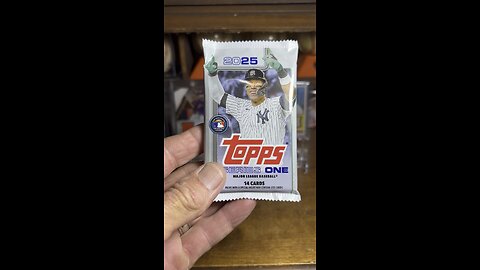 2025
TOPPS
SERIES ONE
MAJOR LEAGUE BASEBALL®
14 CARDS